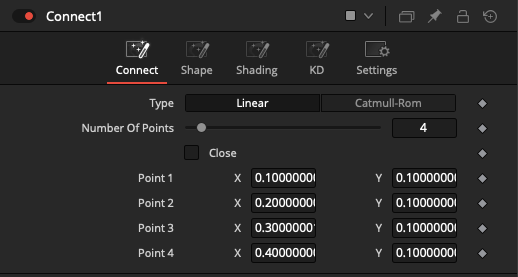 Connect1
Connect Shape Shading KD Settings
Type Linear Catmull-Rom
Number Of Points 4
Close
Point 1 X 0.1000000 Y 0.1000000
Point 2 X 0.2000000 Y 0.1000000
Point 3 X 0.3000000 Y 0.1000000
Point 4 X 0.4000000 Y 0.1000000